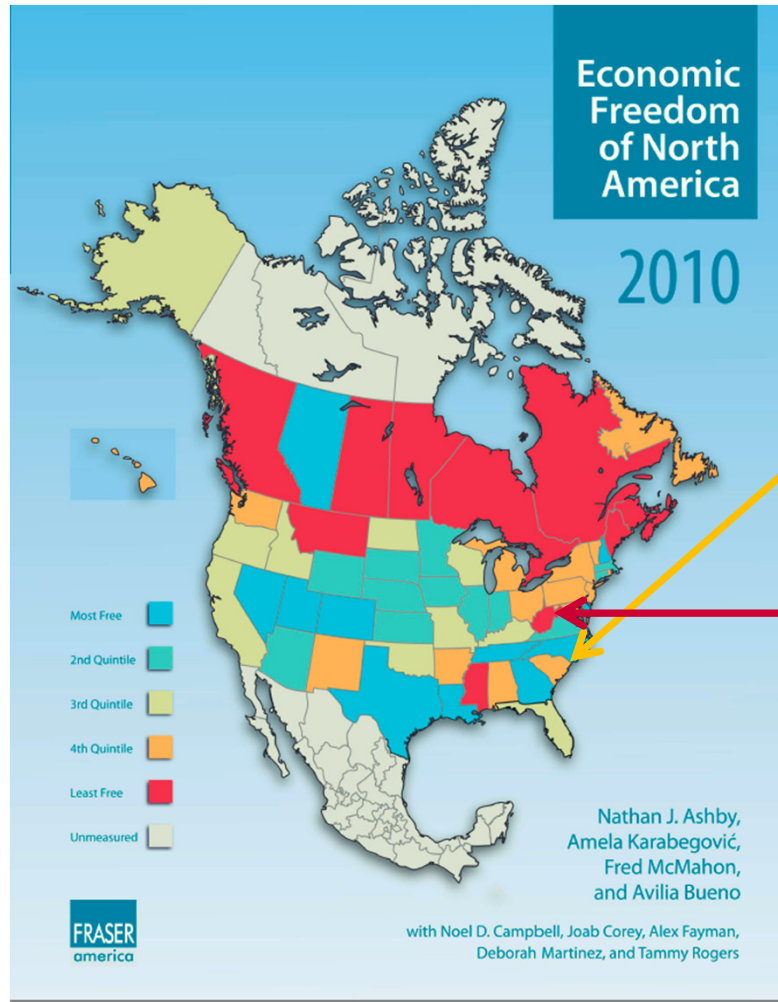 Economic
Freedom
of North
America
2010
Most Free
2nd Quintile
3rd Quintile
4th Quintile
Least Free
Unmeasured
Nathan J. Ashby,
Amela Karabegović,
Fred McMahon,
and Avilia Bueno
with Noel D. Campbell, Joab Corey, Alex Fayman,
Deborah Martinez, and Tammy Rogers
FRASER
america